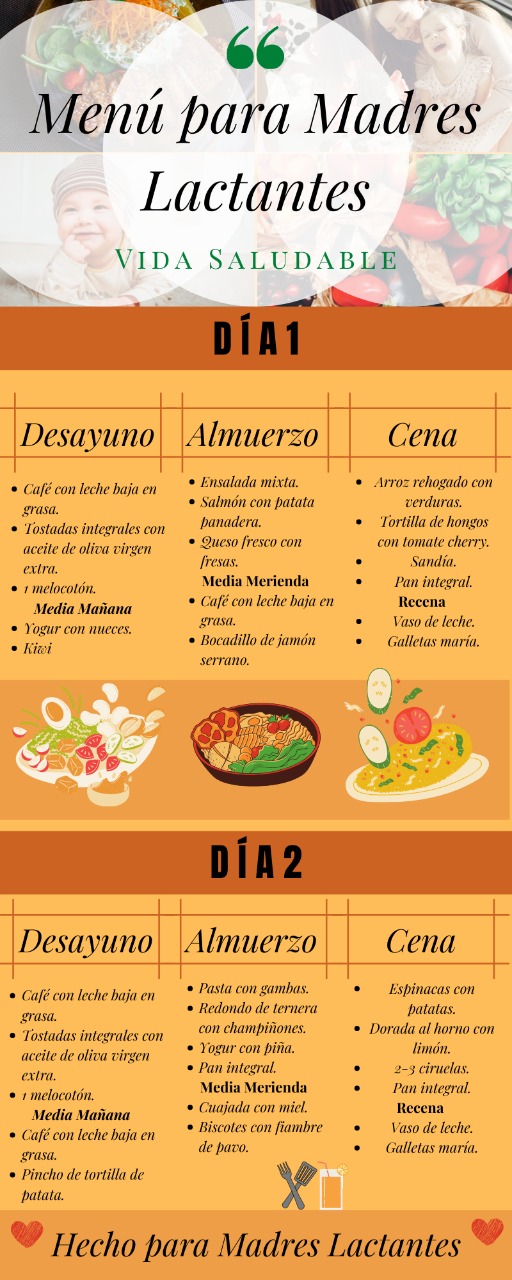 ❝
Menú para Madres
Lactantes
Vida Saludable
DÍA1
Desayuno
• Café con leche baja en
grasa.
• Tostadas integrales con
aceite de oliva virgen
extra.
• 1 melocotón.
Media Mañana
• Yogur con nueces.
• Kiwi
Almuerzo
• Ensalada mixta.
• Salmón con patata
panadera.
• Queso fresco con
fresas.
Media Merienda
• Café con leche baja en
grasa.
• Bocadillo de jamón
serrano.
Cena
• Arroz rehogado con
verduras.
• Tortilla de hongos
con tomate cherry.
• Sandía.
• Pan integral.
Recena
• Vaso de leche.
• Galletas maría.
DÍA2
Desayuno
• Café con leche baja en
grasa.
• Tostadas integrales con
aceite de oliva virgen
extra.
• 1 melocotón.
Media Mañana
• Café con leche baja en
grasa.
• Pincho de tortilla de
patata.
Almuerzo
• Pasta con gambas.
• Redondo de ternera
con champiñones.
• Yogur con piña.
• Pan integral.
Media Merienda
• Cuajada con miel.
• Biscotes con fiambre
de pavo.
Cena
• Espinacas con
patatas.
• Dorada al horno con
limón.
• 2-3 ciruelas.
• Pan integral.
Recena
• Vaso de leche.
• Galletas maría.
Hecho para Madres Lactantes